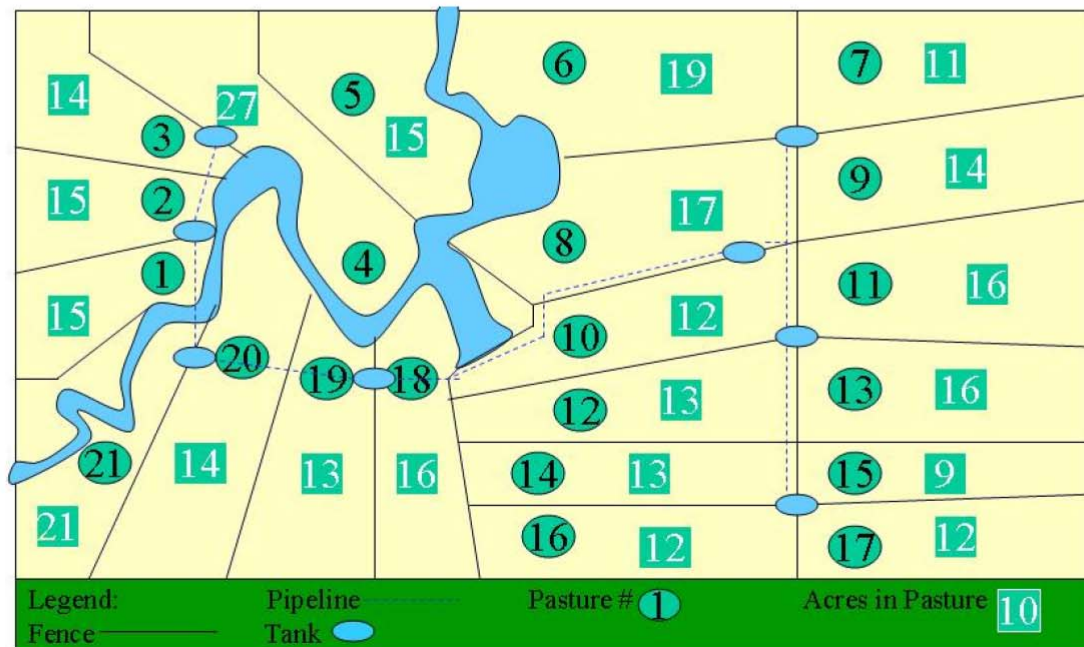 6 19 7 11
14 27 5
3 15
15 2 9 14
17
8
1 4
15 11 16
10 12
20 19 18 13 16
12 13
21 14 13 16 14 13 15 9
21 16 12 17 12
Legend: Pipeline Pasture # 1 Acres in Pasture 10
Fence Tank